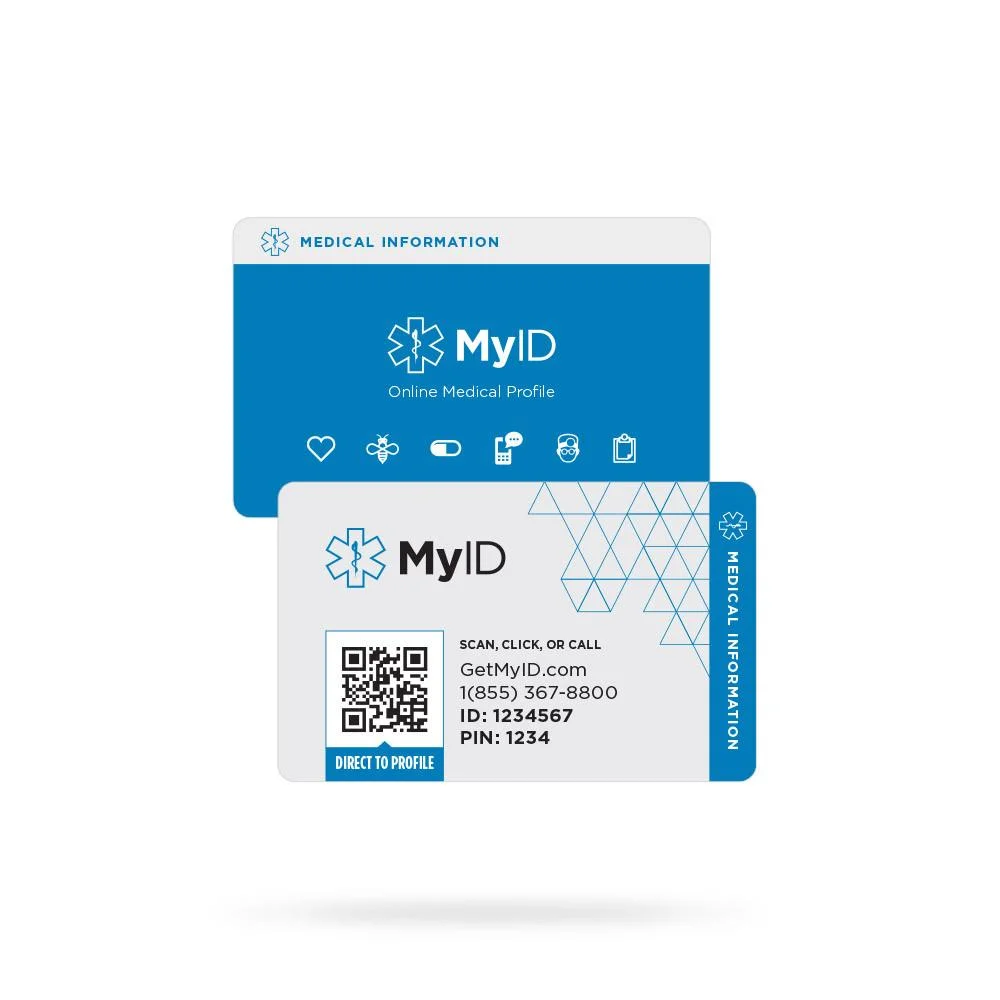 MEDICAL INFORMATION
MyID
Online Medical Profile
MyID
SCAN, CLICK, OR CALL
GetMyID.com
1(855) 367-8800
ID: 1234567
PIN: 1234
DIRECT TO PROFILE
MEDICAL INFORMATION